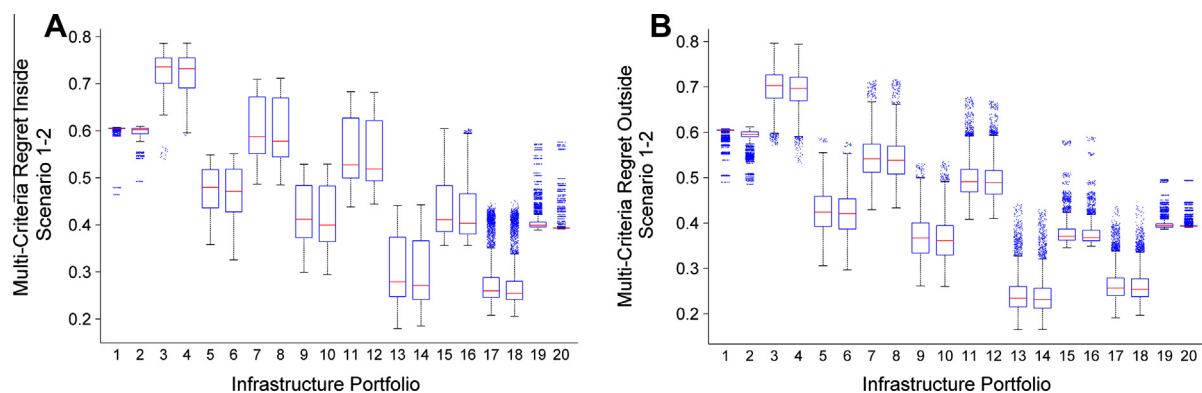 A
Multi-Criteria Regret Inside
Scenario 1-2
0.8
0.7
0.6
0.5
0.4
0.3
0.2
1 2 3 4 5 6 7 8 9 10 11 12 13 14 15 16 17 18 19 20
Infrastructure Portfolio
B
Multi-Criteria Regret Outside
Scenario 1-2
0.8
0.7
0.6
0.5
0.4
0.3
0.2
1 2 3 4 5 6 7 8 9 10 11 12 13 14 15 16 17 18 19 20
Infrastructure Portfolio